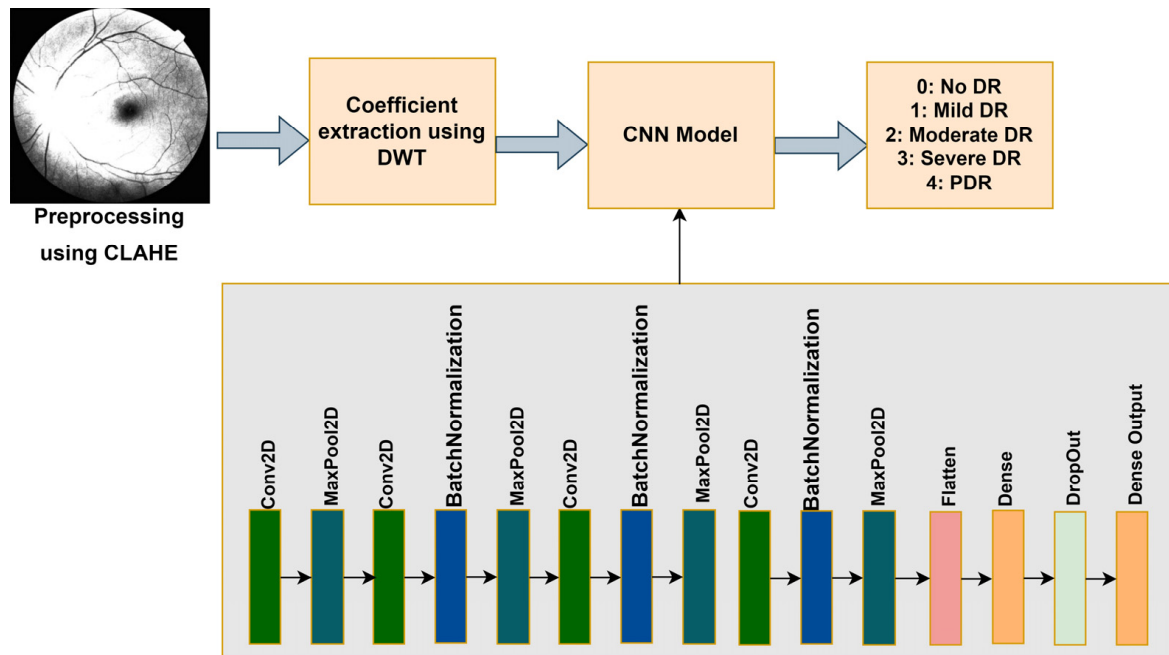 Preprocessing
using CLAHE
Coefficient
extraction using
DWT
CNN Model
0: No DR
1: Mild DR
2: Moderate DR
3: Severe DR
4: PDR
Conv2D
MaxPool2D
Conv2D
BatchNormalization
MaxPool2D
Conv2D
BatchNormalization
MaxPool2D
Conv2D
BatchNormalization
MaxPool2D
Flatten
Dense
DropOut
Dense Output